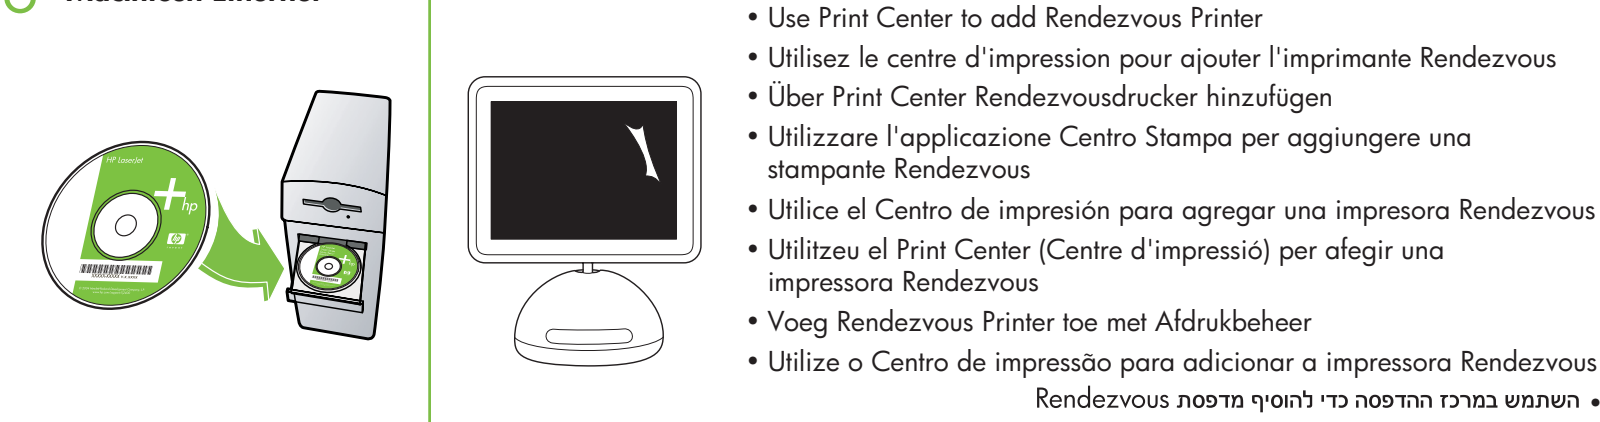 Macintosh Ethernet
HP LaserJet
hp
• Use Print Center to add Rendezvous Printer
• Utilisez le centre d'impression pour ajouter l'imprimante Rendezvous
• Über Print Center Rendezvousdrucker hinzufügen
• Utilizzare l'applicazione Centro Stampa per aggiungere una
stampante Rendezvous
• Utilice el Centro de impresión para agregar una impresora Rendezvous
• Utilitzeu el Print Center (Centre d'impressió) per afegir una
impressora Rendezvous
• Voeg Rendezvous Printer toe met Afdrukbeheer
• Utilize o Centro de impressão para adicionar a impressora Rendezvous
• השתמש במרכז ההדפסה כדי להוסיף מדפסת Rendezvous